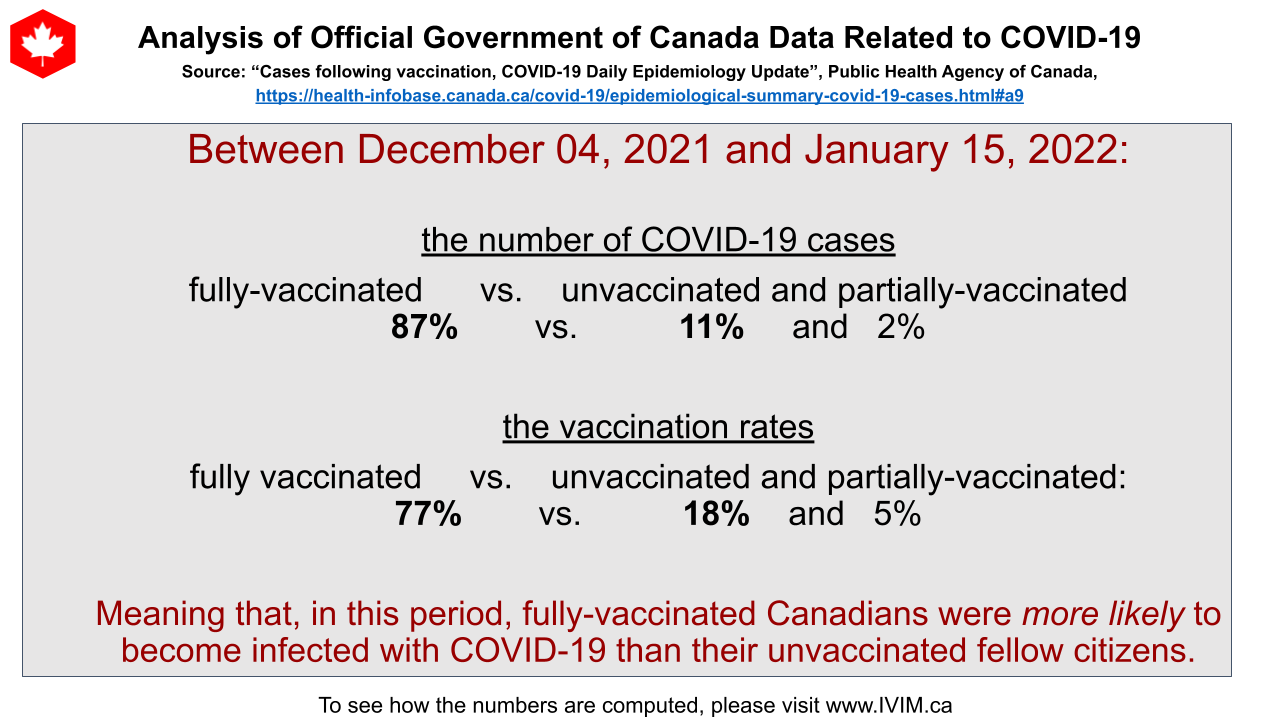 Analysis of Official Government of Canada Data Related to COVID-19
Source: “Cases following vaccination, COVID-19 Daily Epidemiology Update”, Public Health Agency of Canada,
https://health-infobase.canada.ca/covid-19/epidemiological-summary-covid-19-cases.html#a9
Between December 04, 2021 and January 15, 2022:
the number of COVID-19 cases
fully-vaccinated vs. unvaccinated and partially-vaccinated
87% vs. 11% and 2%
the vaccination rates
fully vaccinated vs. unvaccinated and partially-vaccinated:
77% vs. 18% and 5%
Meaning that, in this period, fully-vaccinated Canadians were more likely to
become infected with COVID-19 than their unvaccinated fellow citizens.
To see how the numbers are computed, please visit www.IVIM.ca